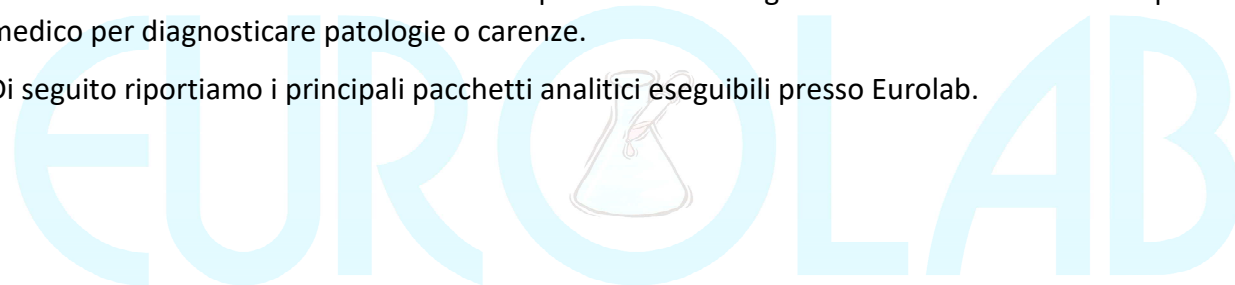 medico per diagnosticare patologie o carenze.
Di seguito riportiamo i principali pacchetti analitici eseguibili presso Eurolab.
EUROLAB